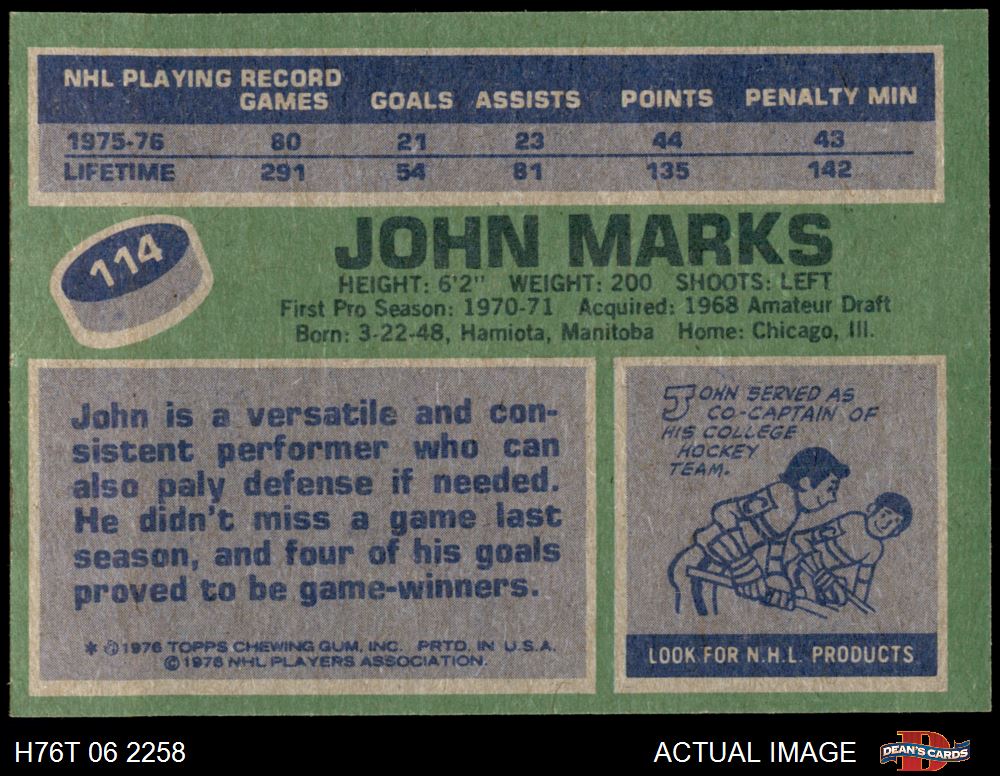 NHL PLAYING RECORD
GAMES GOALS ASSISTS POINTS PENALTY MIN
1975-76 80 21 23 44 43
LIFETIME 291 54 81 135 142
114
JOHN MARKS
HEIGHT: 6'2" WEIGHT: 200 SHOOTS: LEFT
First Pro Season: 1970-71 Acquired: 1968 Amateur Draft
Born: 3-22-48, Hamiota, Manitoba Home: Chicago, Ill.
John is a versatile and con-
sistent performer who can
also paly defense if needed.
He didn't miss a game last
season, and four of his goals
proved to be game-winners.
* ©1976 TOPPS CHEWING GUM, INC. PRTD. IN U.S.A.
©1976 NHL PLAYERS ASSOCIATION.
JOHN SERVED AS
CO-CAPTAIN OF
HIS COLLEGE
HOCKEY
TEAM.
LOOK FOR N.H.L. PRODUCTS
H76T 06 2258
ACTUAL IMAGE
D
DEAN'S CARDS